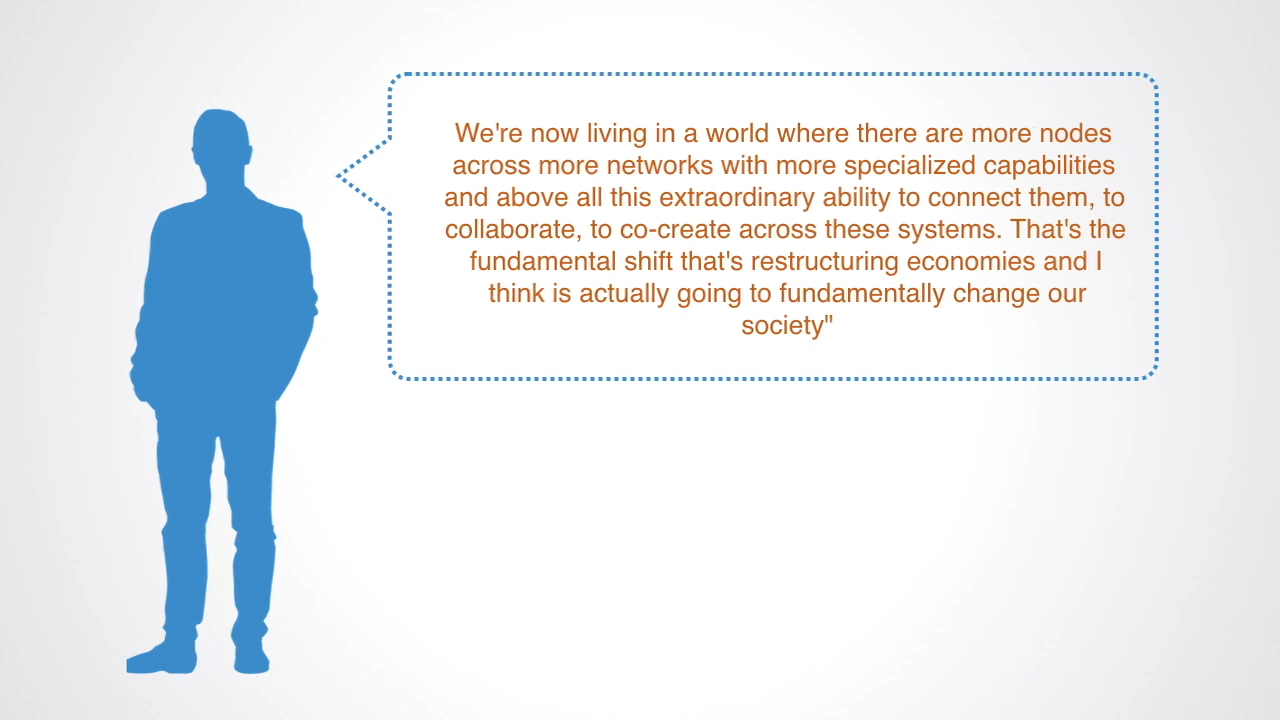 We're now living in a world where there are more nodes
across more networks with more specialized capabilities
and above all this extraordinary ability to connect them, to
collaborate, to co-create across these systems. That's the
fundamental shift that's restructuring economies and I
think is actually going to fundamentally change our
society"